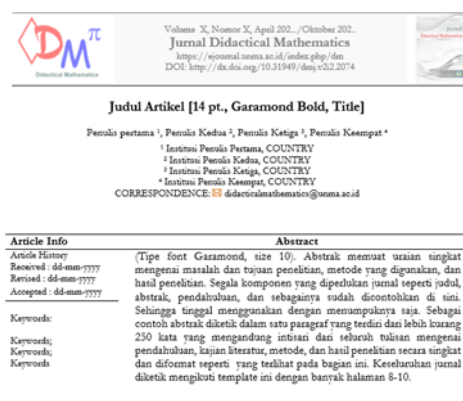 DMπ
Didactical Mathematics
Volume X, Nomor X, April 202.../Oktober 202..
Jurnal Didactical Mathematics
https://ejournal.unma.ac.id/index.php/dm
DOI: http://dx.doi.org/10.31949/dmj.v2i2.2074
Jurnal
Didactical Mathematics
Judul Artikel [14 pt., Garamond Bold, Title]
Penulis pertama ¹, Penulis Kedua ², Penulis Ketiga ³, Penulis Keempat ⁴
¹ Institusi Penulis Pertama, COUNTRY
² Institusi Penulis Kedua, COUNTRY
³ Institusi Penulis Ketiga, COUNTRY
⁴ Institusi Penulis Keempat, COUNTRY
CORRESPONDENCE: didacticalmathematics@unma.ac.id
Article Info
Article History
Received : dd-mm-yyyy
Revised : dd-mm-yyyy
Accepted : dd-mm-yyyy
Keywords:
Keywords;
Keywords;
Keywords
Abstract
(Tipe font Garamond, size 10). Abstrak memuat uraian singkat
mengenai masalah dan tujuan penelitian, metode yang digunakan, dan
hasil penelitian. Segala komponen yang diperlukan jurnal seperti judul,
abstrak, pendahuluan, dan sebagainya sudah dicontohkan di sini.
Sehingga tinggal menggunakan dengan menumpuknya saja. Sebagai
contoh abstrak diketik dalam satu paragraf yang terdiri dari lebih kurang
250 kata yang mengandung intisari dari seluruh tulisan mengenai
pendahuluan, kajian literatur, metode, dan hasil penelitian secara singkat
dan diformat seperti yang terlihat pada bagian ini. Keseluruhan jurnal
diketik mengikuti template ini dengan banyak halaman 8-10.